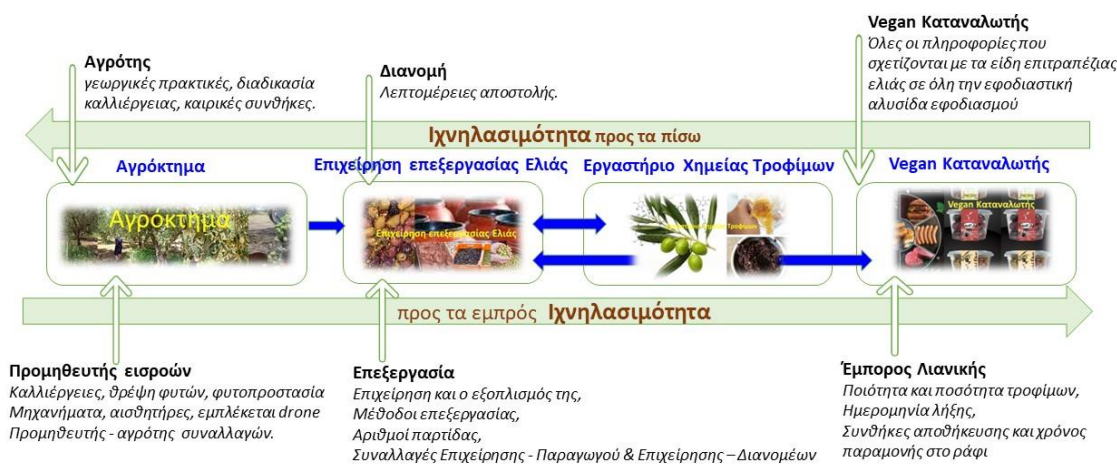 Αγρότης
γεωργικές πρακτικές, διαδικασία
καλλιέργειας, καιρικές συνθήκες.
Διανομή
Λεπτομέρειες αποστολής.
Vegan Καταναλωτής
Όλες οι πληροφορίες που
σχετίζονται με τα είδη επιτραπέζιας
ελιάς σε όλη την εφοδιαστική
αλυσίδα εφοδιασμού
Ιχνηλασιμότητα προς τα πίσω
Αγρόκτημα
Επιχείρηση επεξεργασίας Ελιάς
Εργαστήριο Χημείας Τροφίμων
Vegan Καταναλωτής
Αγρόκτημα
Επιχείρηση επεξεργασίας Ελιάς
Τροφίμων
Vegan Καταναλωτής
προς τα εμπρός Ιχνηλασιμότητα
Προμηθευτής εισροών
Καλλιέργειες, θρέψη φυτών, φυτοπροστασία
Μηχανήματα, αισθητήρες, εμπλέκεται drone
Προμηθευτής - αγρότης συναλλαγών.
Επεξεργασία
Επιχείρηση και ο εξοπλισμός της,
Μέθοδοι επεξεργασίας,
Αριθμοί παρτίδας,
Συναλλαγές Επιχείρησης - Παραγωγού & Επιχείρησης – Διανομέων
Έμπορος Λιανικής
Ποιότητα και ποσότητα τροφίμων,
Ημερομηνία λήξης,
Συνθήκες αποθήκευσης και χρόνος
παραμονής στο ράφι